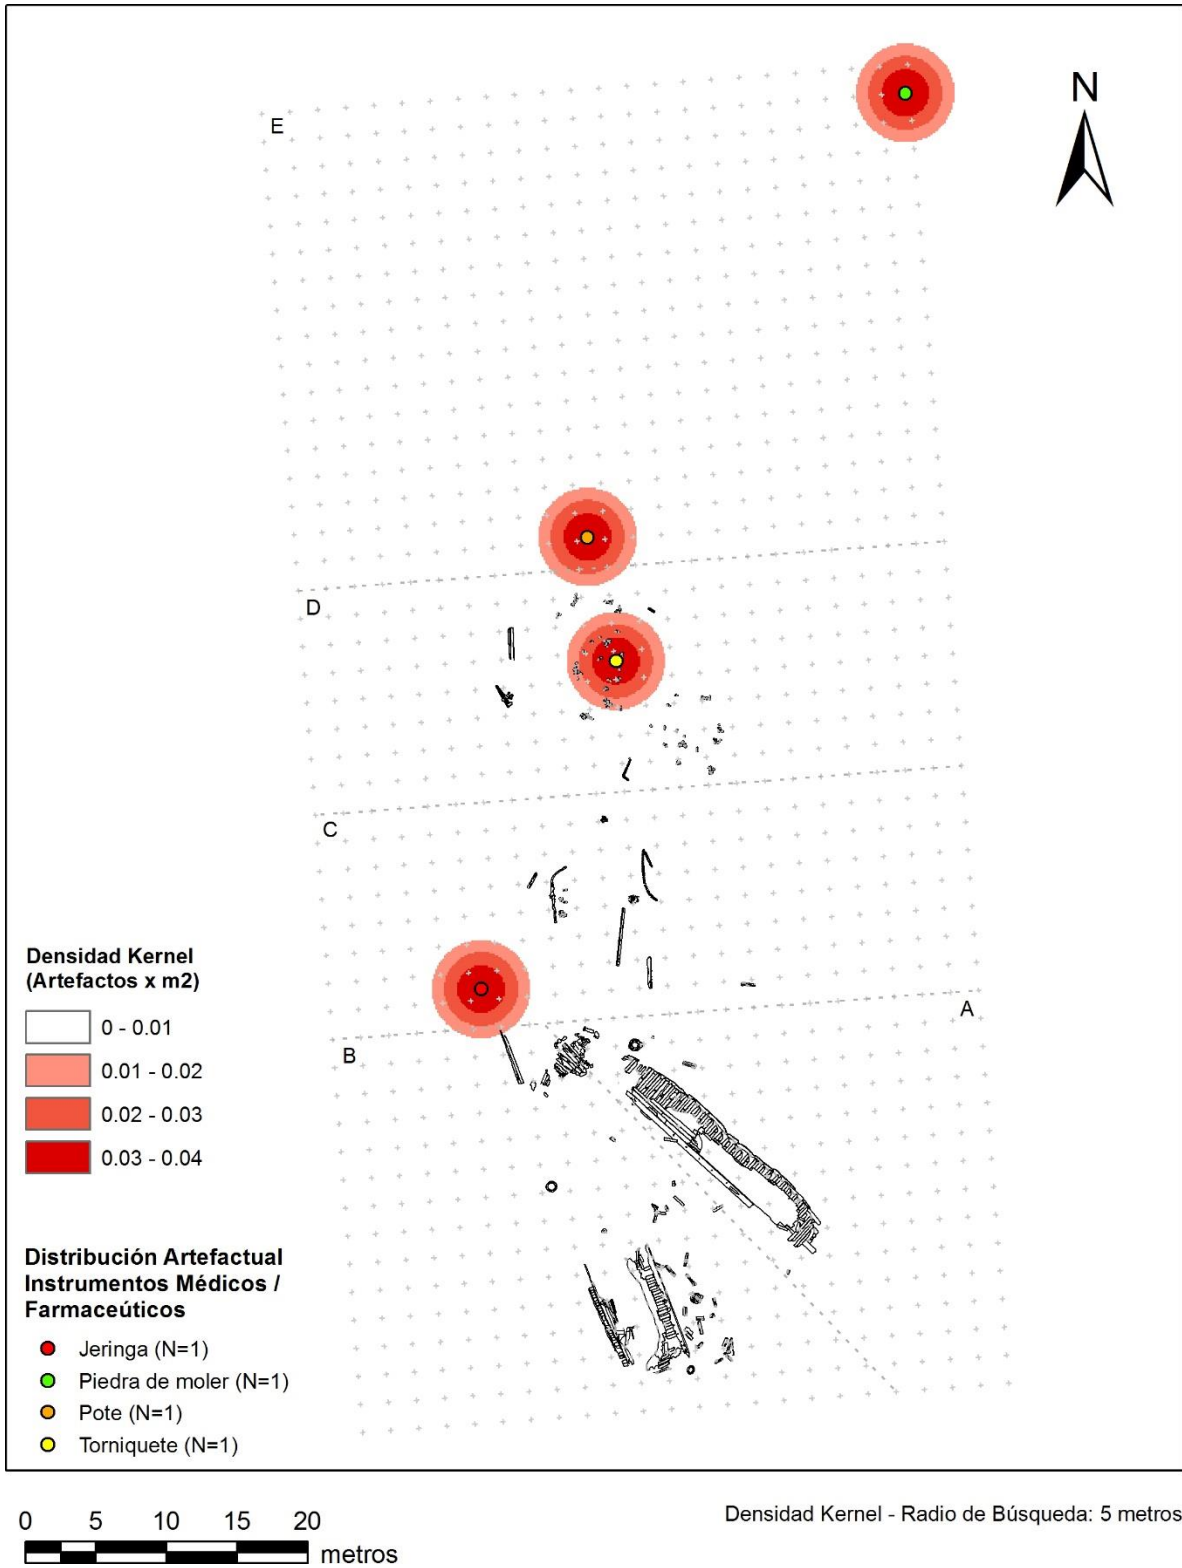 N
E
D
C
B
A
Densidad Kernel
(Artefactos x m2)
0 - 0.01
0.01 - 0.02
0.02 - 0.03
0.03 - 0.04
Distribución Artefactual
Instrumentos Médicos /
Farmaceúticos
Jeringa (N=1)
Piedra de moler (N=1)
Pote (N=1)
Torniquete (N=1)
0 5 10 15 20
metros
Densidad Kernel - Radio de Búsqueda: 5 metros